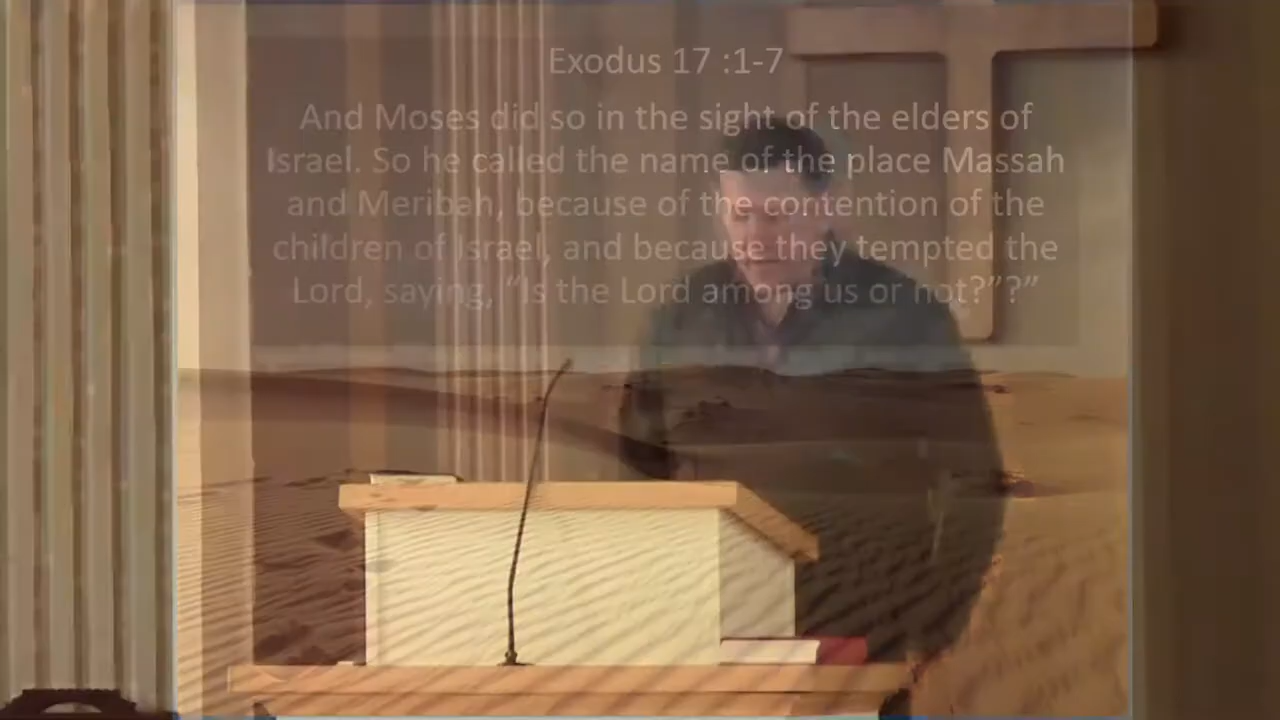 Exodus 17 :1-7
And Moses did so in the sight of the elders of
Israel. So he called the name of the place Massah
and Meribah, because of the contention of the
children of Israel, and because they tempted the
Lord, saying, “Is the Lord among us or not?”?”